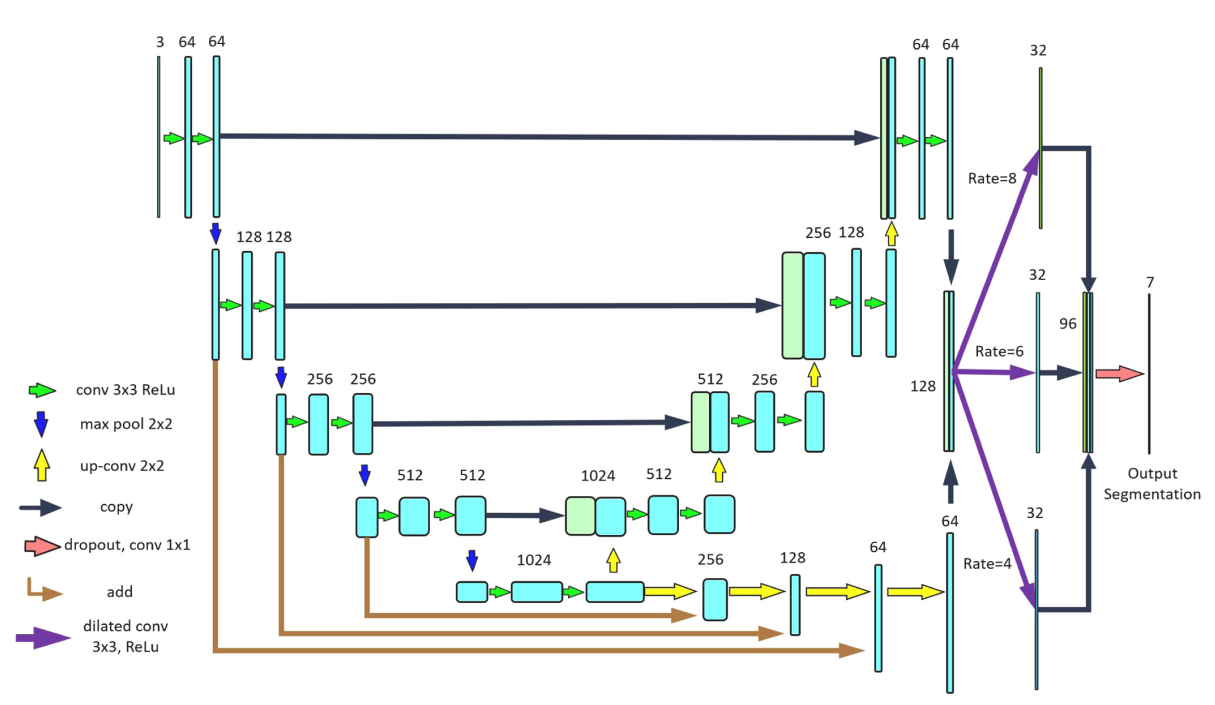 3
64
64
64
64
32
Rate=8
128
128
256
128
32
7
96
Rate=6
256
256
512
256
128
conv 3x3 ReLu
max pool 2x2
up-conv 2x2
copy
dropout, conv 1x1
add
dilated conv
3x3, ReLu
512
512
1024
512
Output
Segmentation
64
32
Rate=4
1024
256
128
64